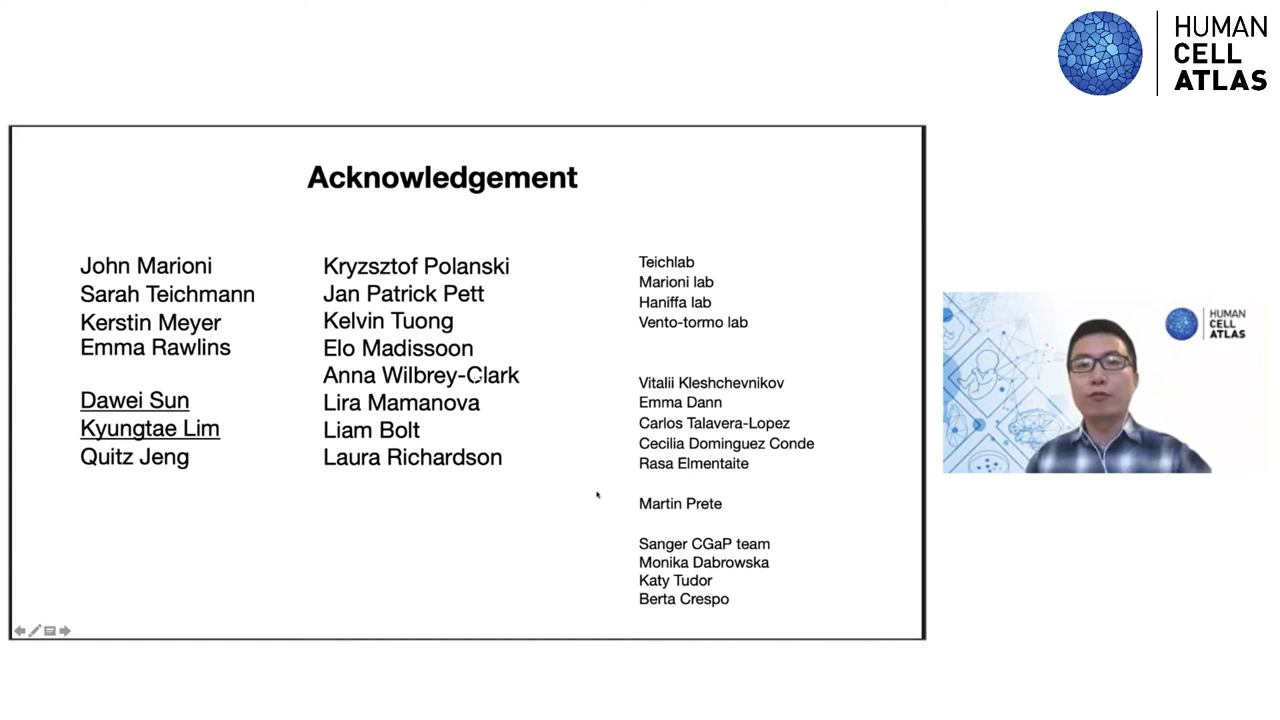 HUMAN
CELL
ATLAS
Acknowledgement
John Marioni
Sarah Teichmann
Kerstin Meyer
Emma Rawlins
Dawei Sun
Kyungtae Lim
Quitz Jeng
Kryzsztof Polanski
Jan Patrick Pett
Kelvin Tuong
Elo Madissoon
Anna Wilbrey-Clark
Lira Mamanova
Liam Bolt
Laura Richardson
Teichlab
Marioni lab
Haniffa lab
Vento-tormo lab
Vitalii Kleshchevnikov
Emma Dann
Carlos Talavera-Lopez
Cecilia Dominguez Conde
Rasa Elmentaite
Martin Prete
Sanger CGaP team
Monika Dabrowska
Katy Tudor
Berta Crespo
HUMAN
CELL
ATLAS